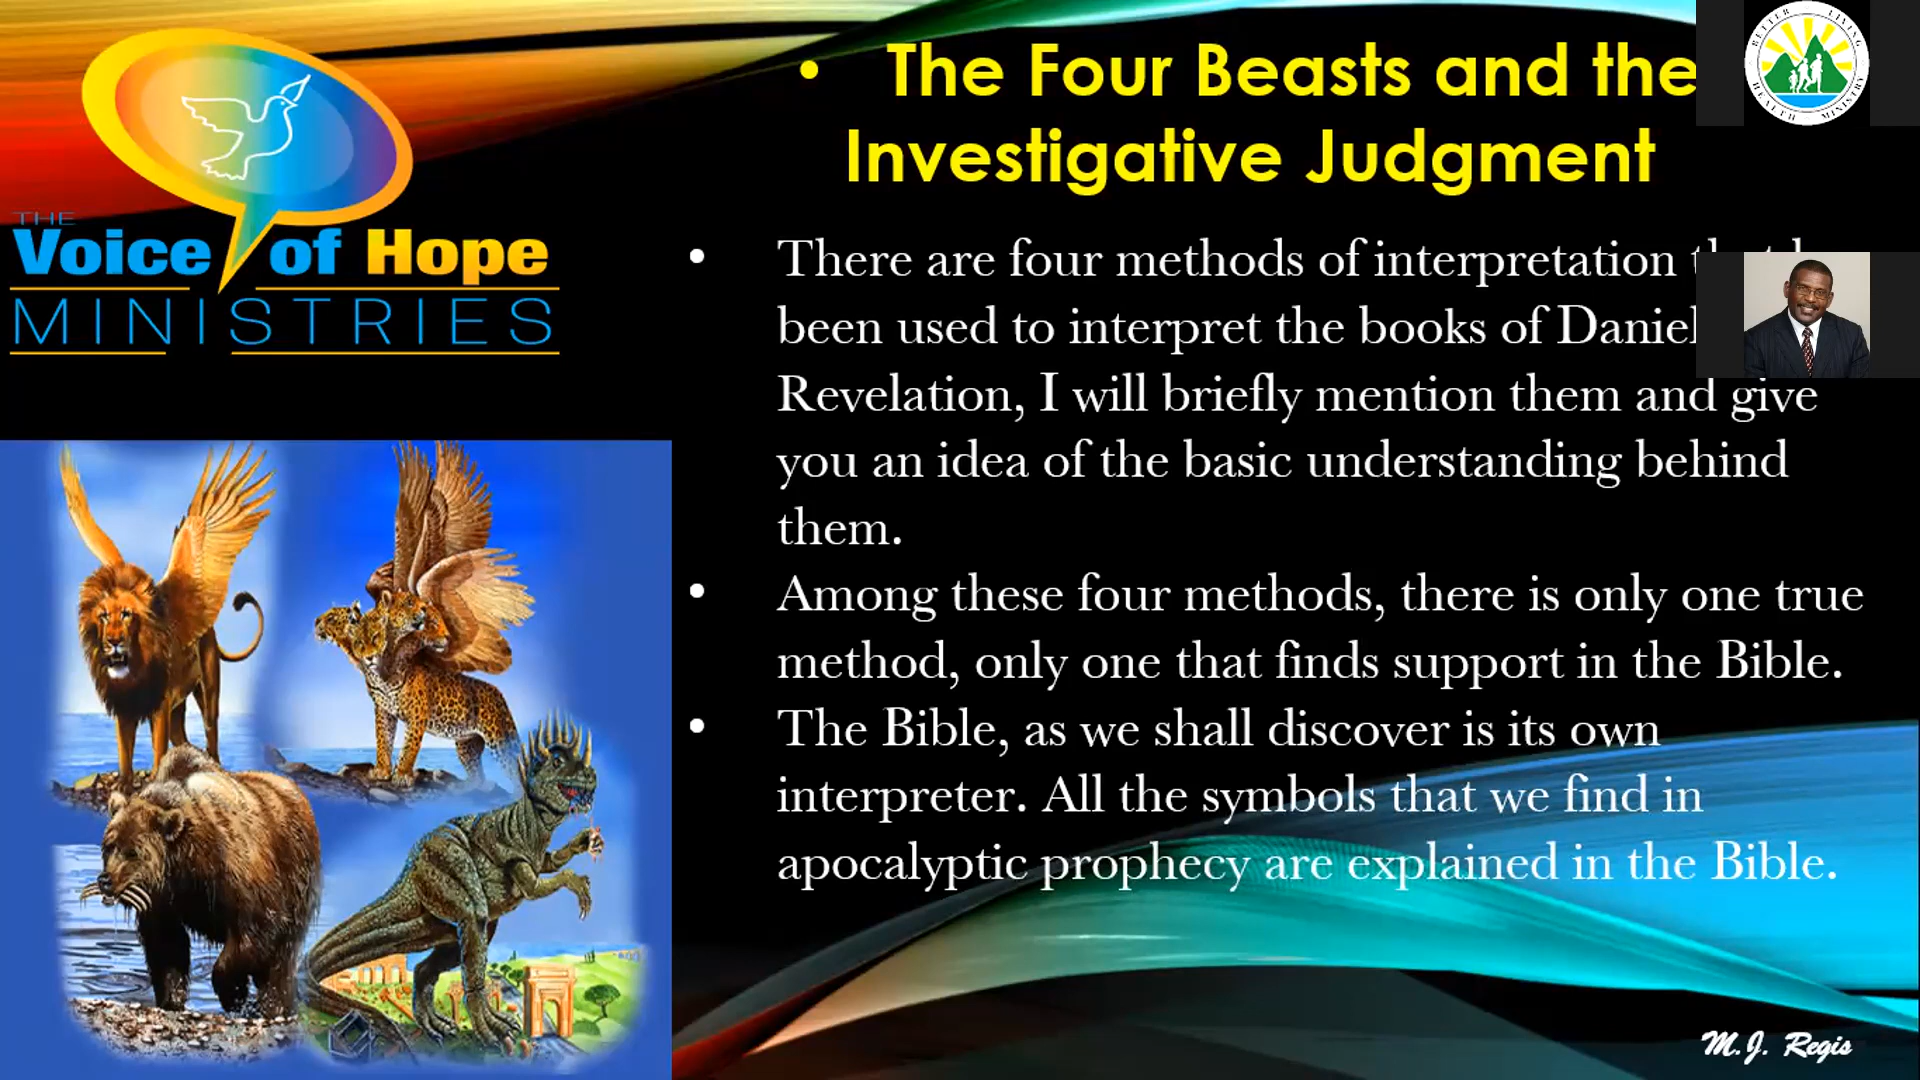 THE
Voice of Hope
MINISTRIES
• The Four Beasts and the
Investigative Judgment
• There are four methods of interpretation
been used to interpret the books of Daniel
Revelation, I will briefly mention them and give
you an idea of the basic understanding behind
them.
• Among these four methods, there is only one true
method, only one that finds support in the Bible.
• The Bible, as we shall discover is its own
interpreter. All the symbols that we find in
apocalyptic prophecy are explained in the Bible.
BETTER LIVING
HEALTH MINISTRY
M.J. Regis